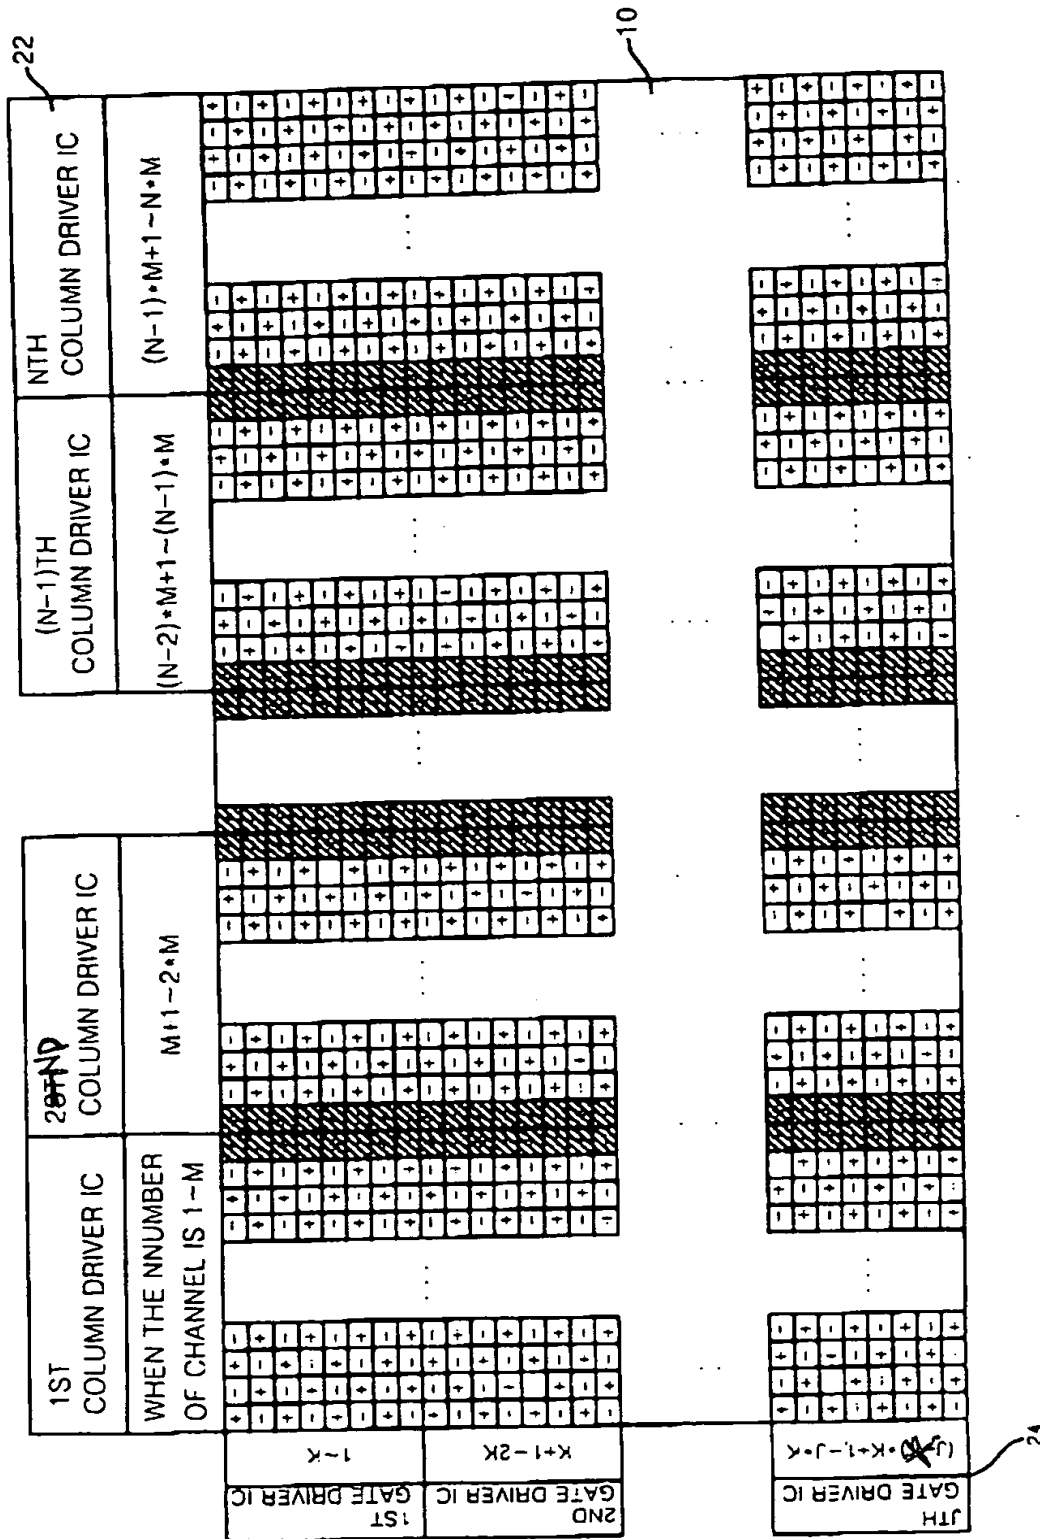 22
1ST
COLUMN DRIVER IC
2ND
COLUMN DRIVER IC
(N-1)TH
COLUMN DRIVER IC
NTH
COLUMN DRIVER IC
WHEN THE NNUMBER
OF CHANNEL IS 1~M
M+1~2*M
(N-2)*M+1~(N-1)*M
(N-1)*M+1~N*M
1ST
GATE DRIVER IC
1~K
2ND
GATE DRIVER IC
K+1-2K
10
JTH
GATE DRIVER IC
•K+1,-J•K
24